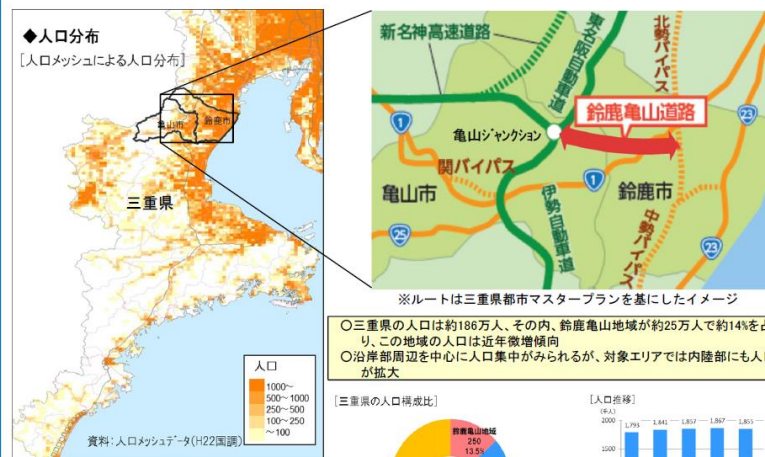 ◆人口分布
[人口メッシュによる人口分布]
亀山市
鈴鹿市
三重県
人口
1000～
500～1000
250～500
100～250
～100
資料：人口メッシュデータ(H22国調)
新名神高速道路
東名阪自動車道
北勢バイパス
鈴鹿亀山道路
1
23
亀山ジャンクション
関バイパス
亀山市
1
鈴鹿市
25
伊勢自動車道
中勢バイパス
23
※ルートは三重県都市マスタープランを基にしたイメージ
○三重県の人口は約186万人、その内、鈴鹿亀山地域が約25万人で約14%を占
り、この地域の人口は近年微増傾向
○沿岸部周辺を中心に人口集中がみられるが、対象エリアでは内陸部にも人口
が拡大
[三重県の人口構成比]
鈴鹿亀山地域
250
13.5%
[人口推移]
(千人)
2000
1,793
1,841
1,857
1,867
1,855
1500